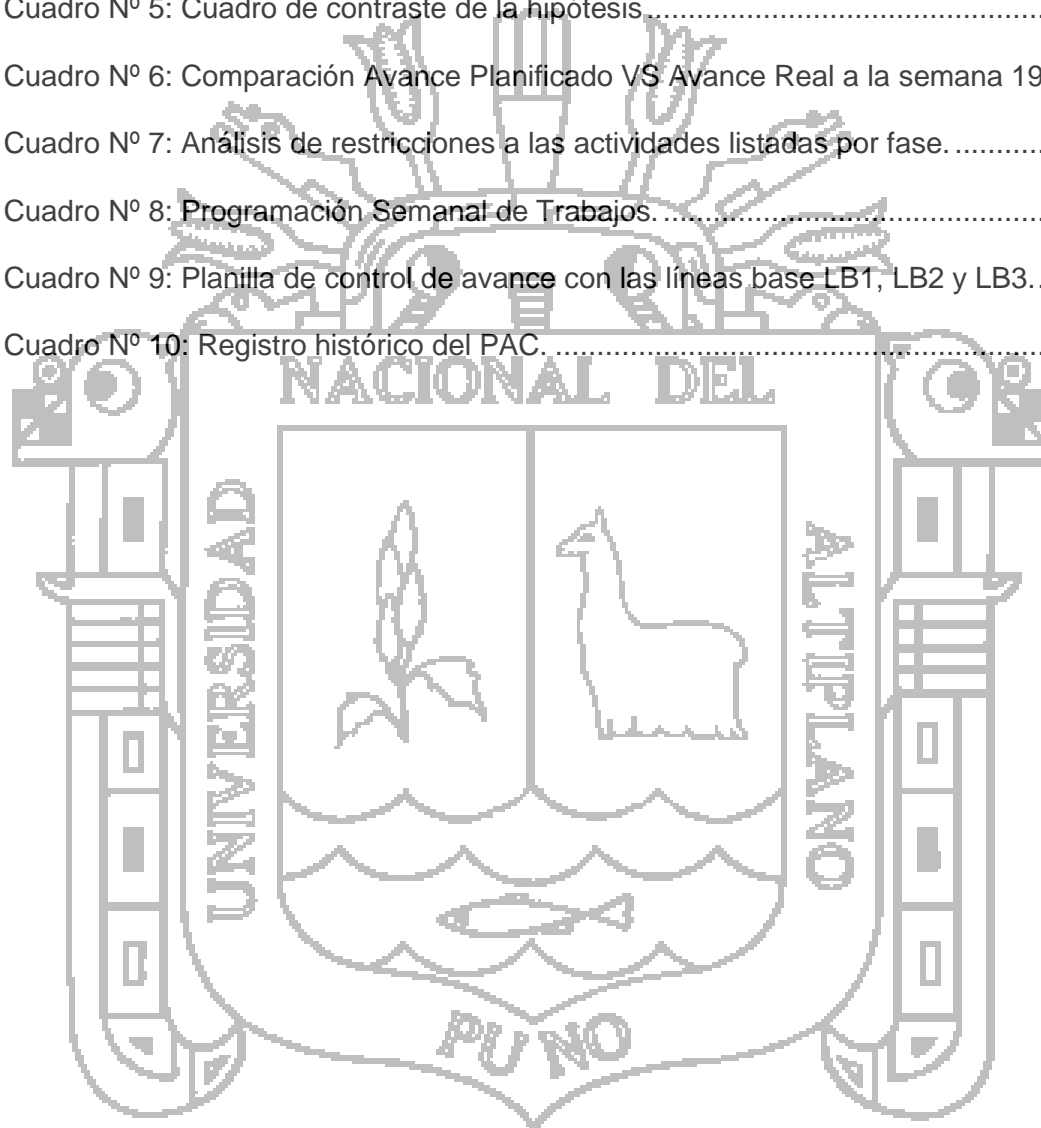 Cuadro Nº 5: Cuadro de contraste de la hipótesis ..........................................
Cuadro Nº 6: Comparación Avance Planificado VS Avance Real a la semana 19
Cuadro Nº 7: Análisis de restricciones a las actividades listadas por fase. ...........
Cuadro Nº 8: Programación Semanal de Trabajos. ..........................................
Cuadro Nº 9: Planilla de control de avance con las líneas base LB1, LB2 y LB3..
Cuadro Nº 10: Registro histórico del PAC. .......................................................
NACIONAL DEL
UNIVERSIDAD
ALTIPLANO
PUNO